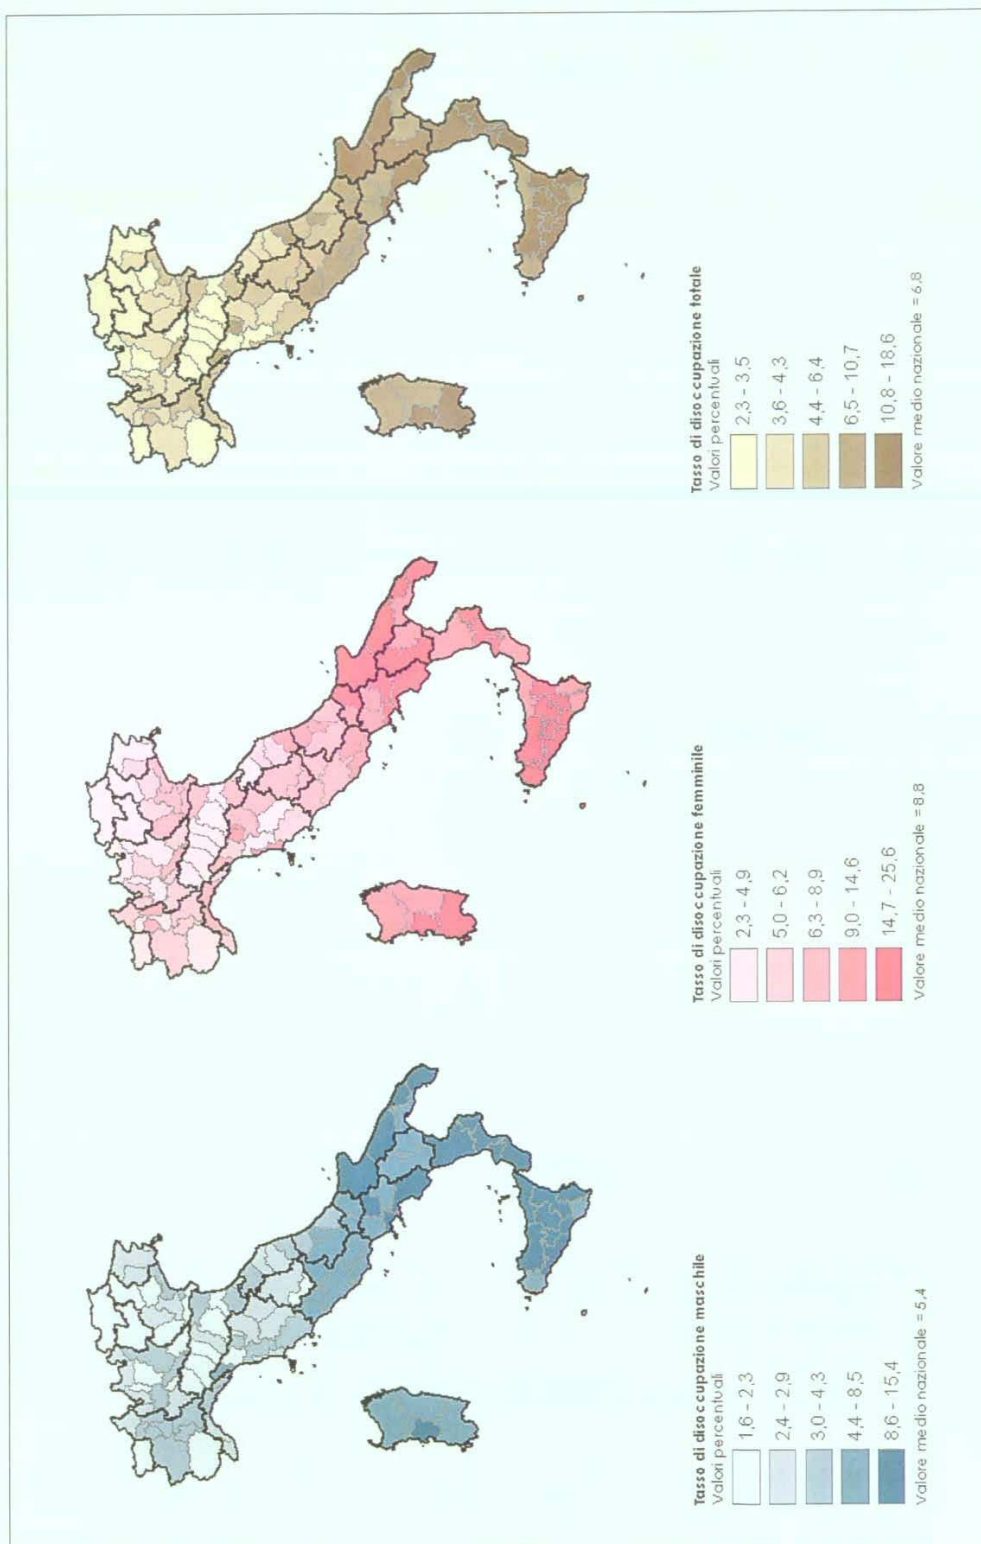 Tasso di disoccupazione maschile
Valori percentuali
1,6 - 2,3
2,4 - 2,9
3,0 - 4,3
4,4 - 8,5
8,6 - 15,4
Valore medio nazionale = 5,4
Tasso di disoccupazione femminile
Valori percentuali
2,3 - 4,9
5,0 - 6,2
6,3 - 8,9
9,0 - 14,6
14,7 - 25,6
Valore medio nazionale = 8,8
Tasso di disoccupazione totale
Valori percentuali
2,3 - 3,5
3,6 - 4,3
4,4 - 6,4
6,5 - 10,7
10,8 - 18,6
Valore medio nazionale = 6,8